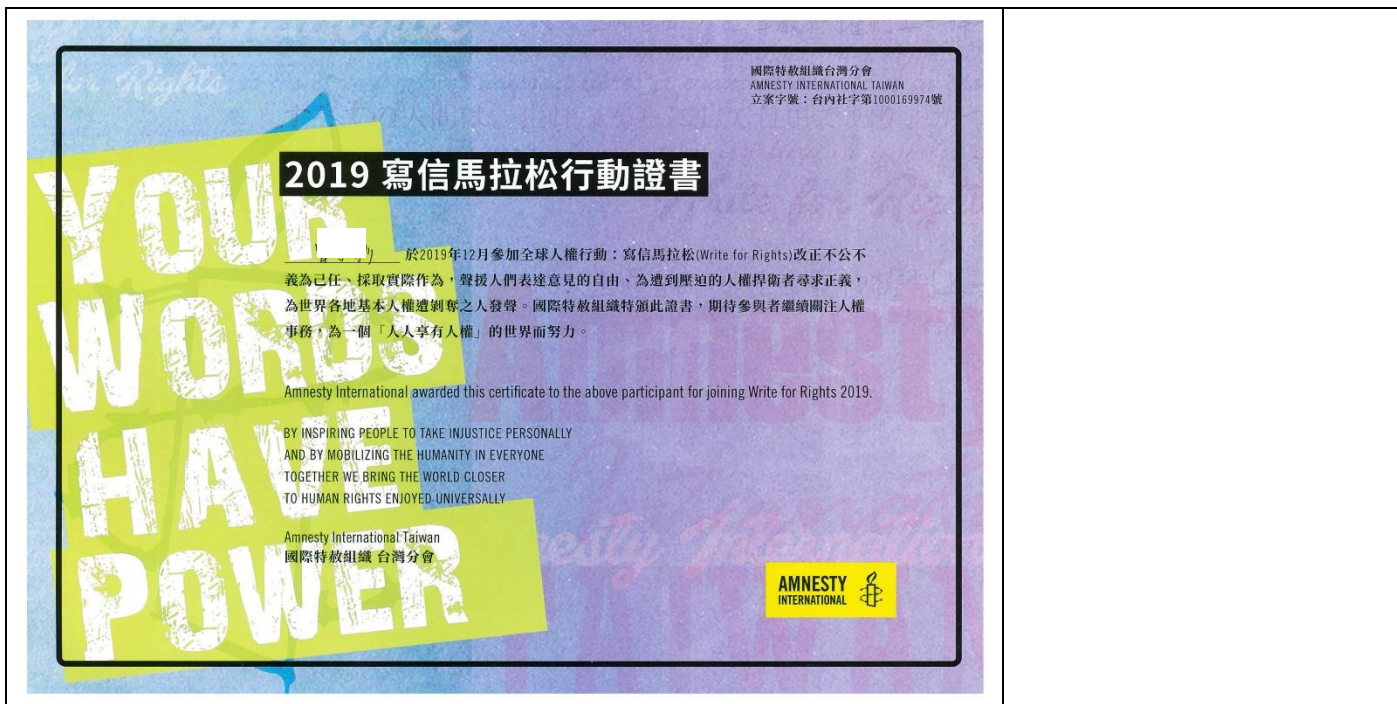 國際特赦組織台灣分會
AMNESTY INTERNATIONAL TAIWAN
立案字號：台內社字第1000169974號
2019 寫信馬拉松行動證書
YOUR
WORDS
HAVE
POWER
於2019年12月參加全球人權行動：寫信馬拉松(Write for Rights)改正不公不
義為己任、採取實際作為，聲援人們表達意見的自由、為遭到壓迫的人權捍衛者尋求正義，
為世界各地基本人權遭剝奪之人發聲。國際特赦組織特頒此證書，期待參與者繼續關注人權
事務，為一個「人人享有人權」的世界而努力。
Amnesty International awarded this certificate to the above participant for joining Write for Rights 2019.
BY INSPIRING PEOPLE TO TAKE INJUSTICE PERSONALLY
AND BY MOBILIZING THE HUMANITY IN EVERYONE
TOGETHER WE BRING THE WORLD CLOSER
TO HUMAN RIGHTS ENJOYED UNIVERSALLY
Amnesty International Taiwan
國際特赦組織 台灣分會
AMNESTY
INTERNATIONAL